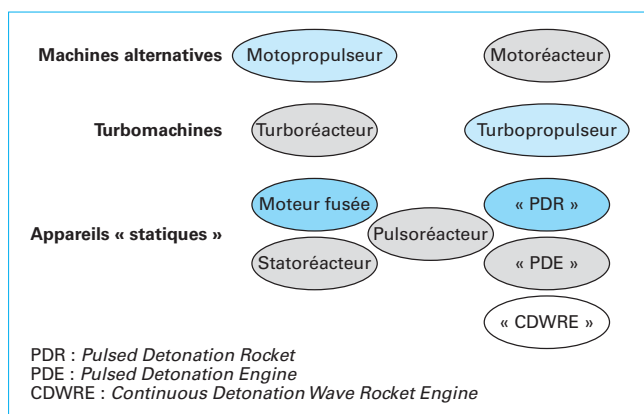 Machines alternatives Motopropulseur Motoréacteur
Turbomachines Turboréacteur Turbopropulseur
Moteur fusée « PDR »
Appareils « statiques » Pulsoréacteur
Statoréacteur « PDE »
« CDWRE »
PDR : Pulsed Detonation Rocket
PDE : Pulsed Detonation Engine
CDWRE : Continuous Detonation Wave Rocket Engine